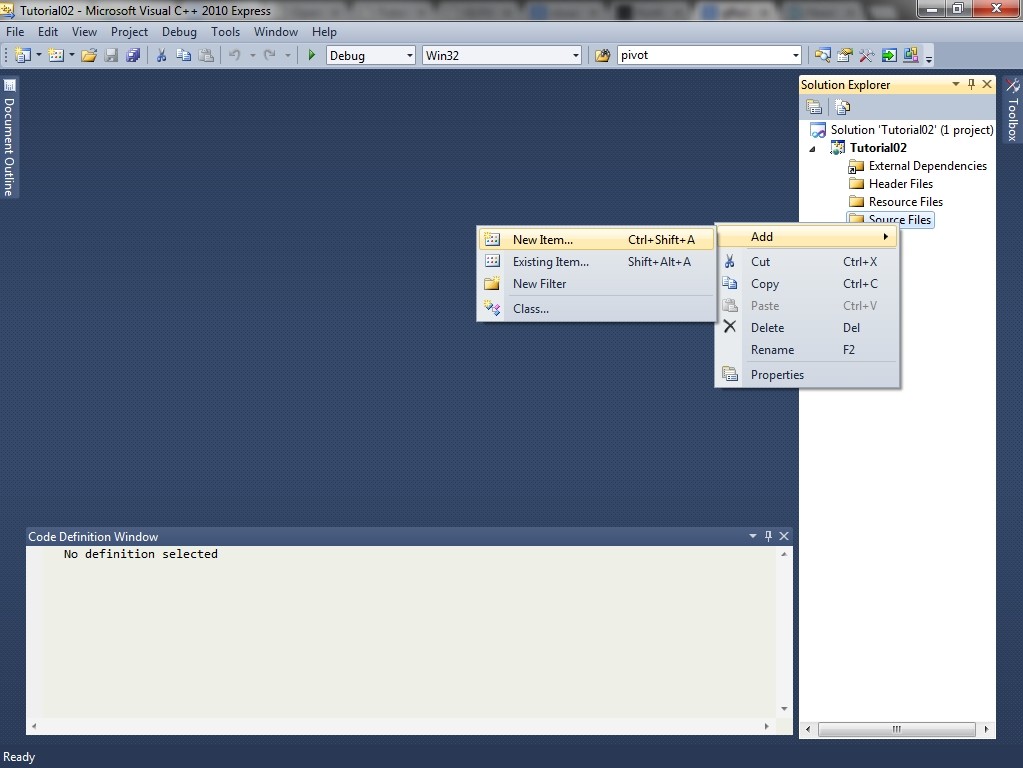 Tutorial02 - Microsoft Visual C++ 2010 Express
File Edit View Project Debug Tools Window Help
Debug Win32 pivot
Document Outline
Solution Explorer
Toolbox
Solution 'Tutorial02' (1 project)
Tutorial02
External Dependencies
Header Files
Resource Files
Source Files
New Item... Ctrl+Shift+A
Existing Item... Shift+Alt+A
New Filter
Class...
Add
Cut Ctrl+X
Copy Ctrl+C
Paste Ctrl+V
Delete Del
Rename F2
Properties
Code Definition Window
No definition selected
Ready